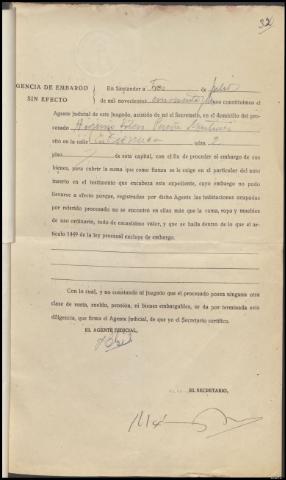 32
DILIGENCIA DE EMBARGO
SIN EFECTO
En Santander a Tres de Julio
de mil novecientos nos constituimos el
Agente Judicial de este juzgado, asistido de mí el Secretario, en el domicilio del pro-
cesado
sito en la calle núm. 2
piso de esta capital, con el fin de proceder al embargo de sus
bienes, para cubrir la suma que como fianza se le exige en el particular del auto
inserto en el testimonio que encabeza este expediente, cuyo embargo no pudo
llevarse a efecto porque, registradas por dicho Agente las habitaciones ocupadas
por referido procesado no se encontró en ellas más que la cama, ropa y muebles
de uso ordinario, todo de escasísimo valor, y que se halla dentro de lo que el ar-
tículo 1449 de la ley procesal excluye de embargo.
Con lo cual, y no constando al juzgado que el procesado posea ninguna otra
clase de renta, sueldo, pensión, ni bienes embargables, se da por terminada esta
diligencia, que firma el Agente Judicial, de que yo el Secretario certifico.
EL AGENTE JUDICIAL,
EL SECRETARIO,